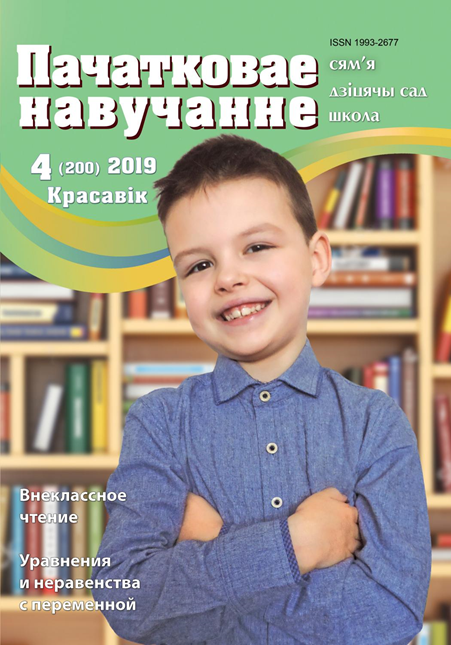 ISSN 1993-2677
Пачатковае
навучанне
сям’я
дзіцячы сад
школа
4 (200) 2019
Красавік
Внеклассное
чтение
Уравнения
и неравенства
с переменной